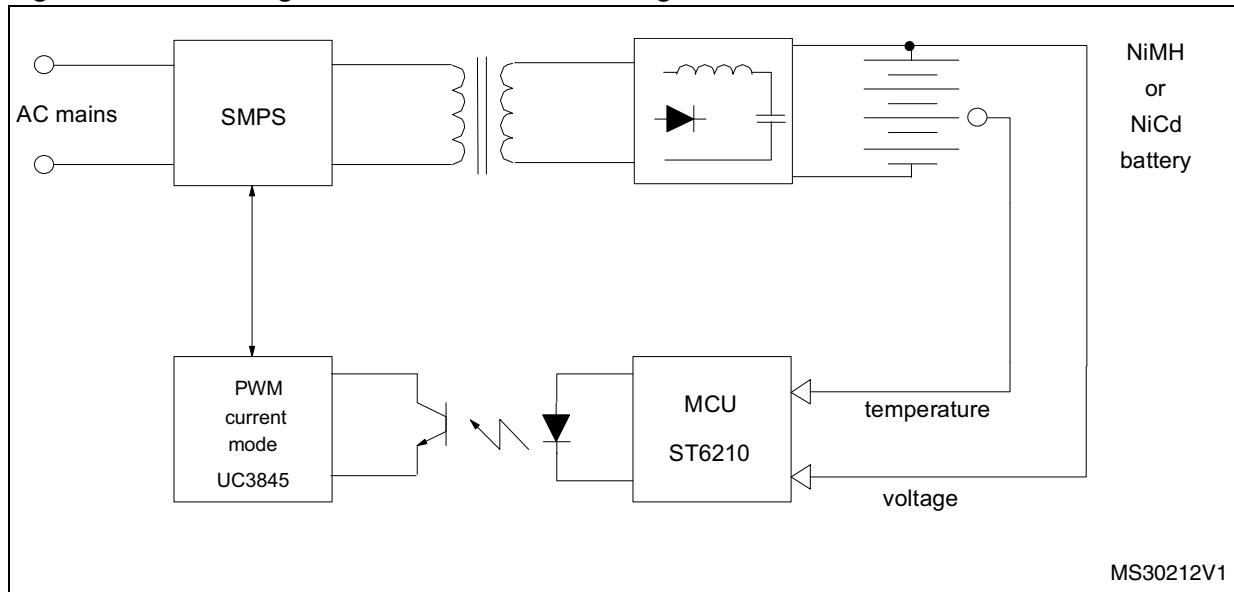 AC mains
SMPS
NiMH
or
NiCd
battery
PWM
current
mode
UC3845
MCU
ST6210
temperature
voltage
MS30212V1